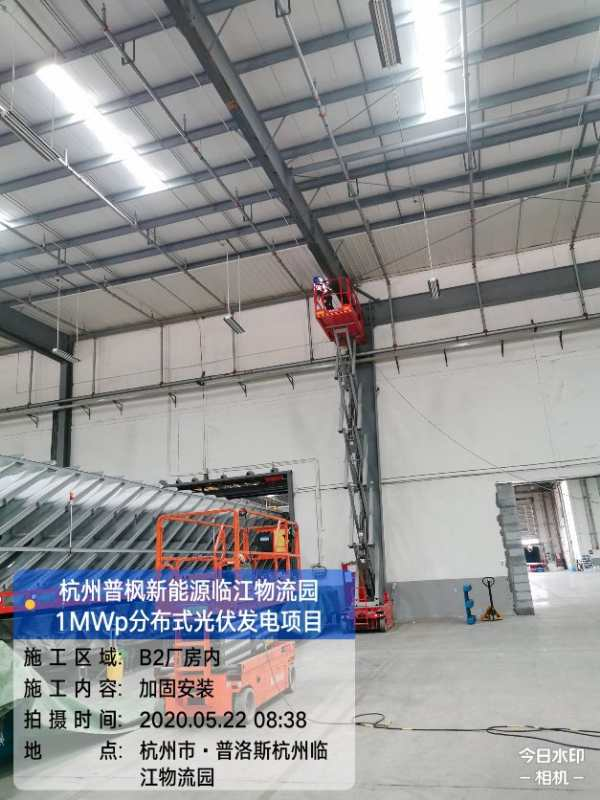 杭州普枫新能源临江物流园
1MWp分布式光伏发电项目
施工区域: B2厂房内
施工内容: 加固安装
拍摄时间: 2020.05.22 08:38
地点: 杭州市·普洛斯杭州临
江物流园
今日水印
-相机-